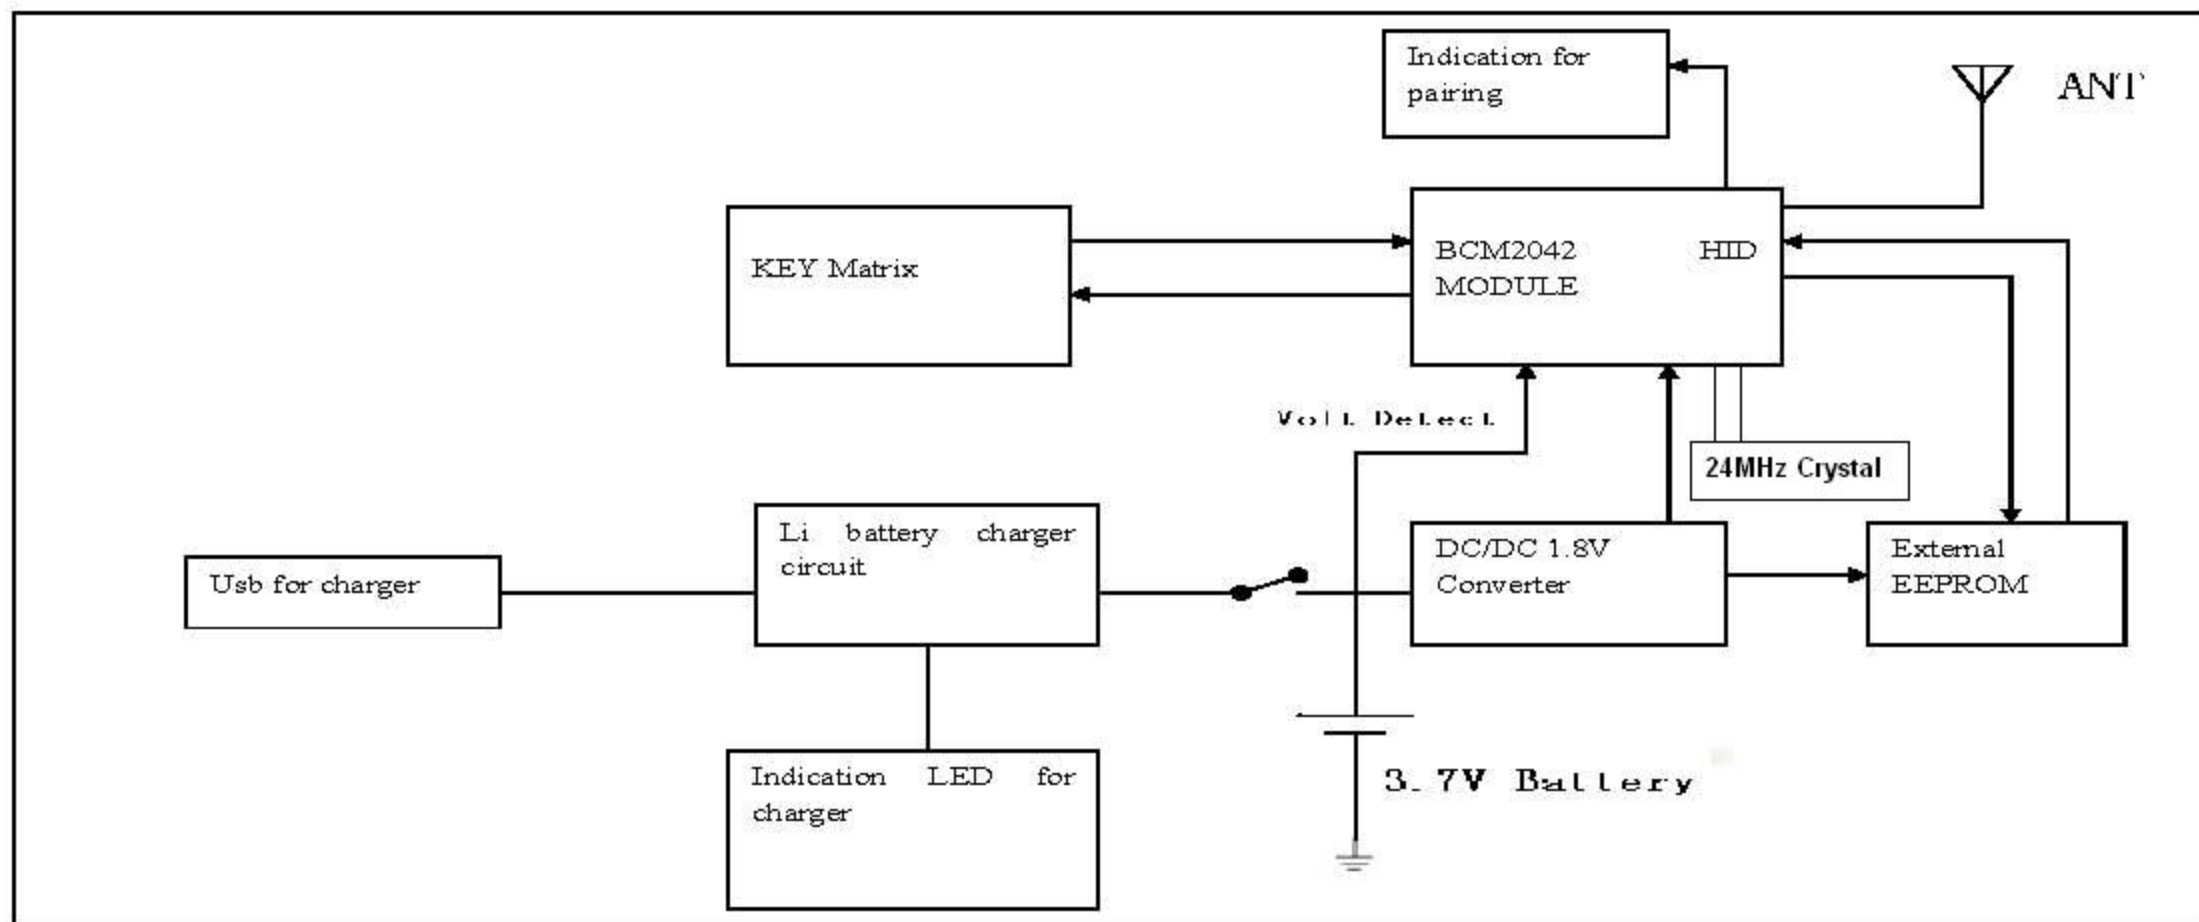 Indication for
pairing
ANT
KEY Matrix
BCM2042 HID
MODULE
Volt Detect
24MHz Crystal
Li battery charger
circuit
Usb for charger
DC/DC 1.8V
Converter
External
EEPROM
Indication LED for
charger
3.7V Battery